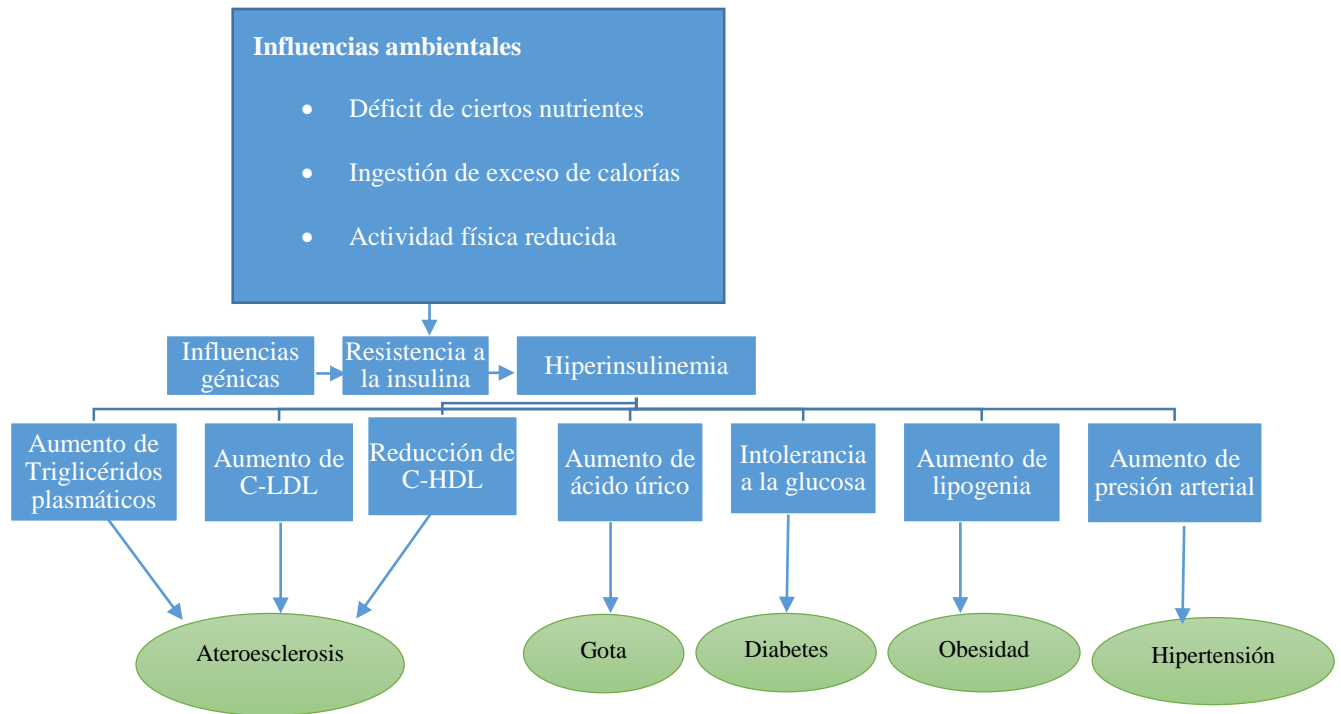 Influencias ambientales
• Déficit de ciertos nutrientes
• Ingestión de exceso de calorías
• Actividad física reducida
Influencias
génicas
Resistencia a
la insulina
Hiperinsulinemia
Aumento de
Triglicéridos
plasmáticos
Aumento de
C-LDL
Reducción de
C-HDL
Aumento de
ácido úrico
Intolerancia
a la glucosa
Aumento de
lipogenia
Aumento de
presión arterial
Ateroesclerosis
Gota
Diabetes
Obesidad
Hipertensión